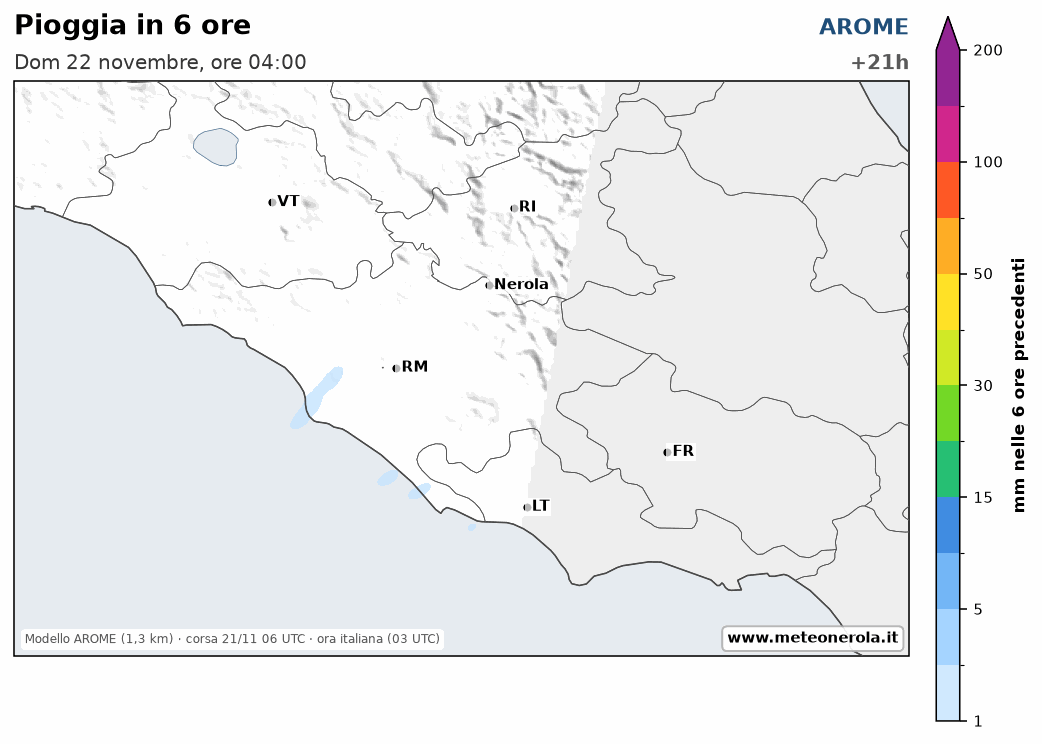 Pioggia in 6 ore
AROME
Dom 22 novembre, ore 04:00
+21h
VT
RI
Nerola
RM
FR
LT
Modello AROME (1,3 km) · corsa 21/11 06 UTC · ora italiana (03 UTC)
www.meteonerola.it
200
100
50
30
15
5
1
mm nelle 6 ore precedenti